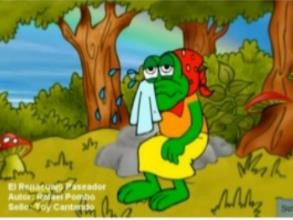 El Renacuajo Paseador
Autor: Rafael Pombo
Sello: Toy Cantando